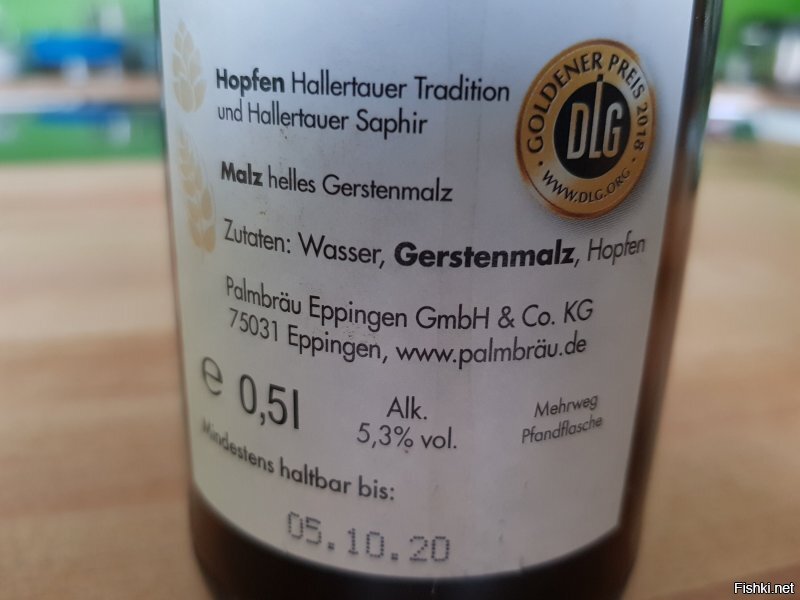 Hopfen Hallertauer Tradition
und Hallertauer Saphir
GOLDENER PREIS 2018
DLG
WWW.DLG.ORG
Malz helles Gerstenmalz
Zutaten: Wasser, Gerstenmalz, Hopfen
Palmbräu Eppingen GmbH & Co. KG
75031 Eppingen, www.palmbräu.de
℮ 0,5l
Alk.
5,3% vol.
Mehrweg
Pfandflasche
Mindestens haltbar bis:
05.10.20
Fishki.net